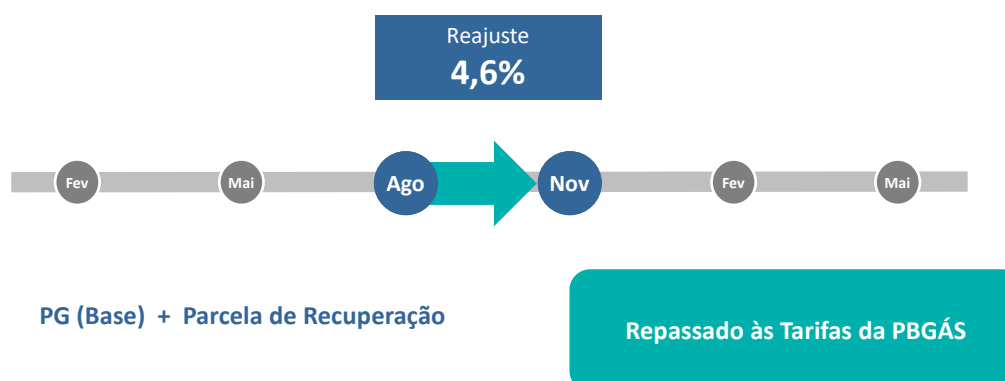 Reajuste
4,6%
Fev
Mai
Ago
Nov
Fev
Mai
PG (Base) + Parcela de Recuperação
Repassado às Tarifas da PBGÁS